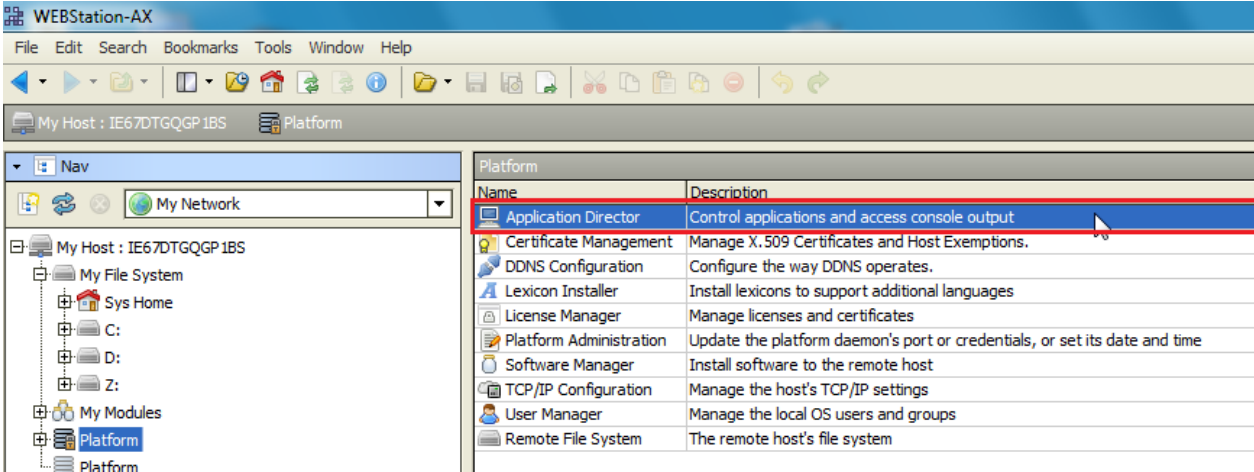 WEBStation-AX
File Edit Search Bookmarks Tools Window Help
My Host : IE67DTGQGP1BS Platform
Nav
My Network
My Host : IE67DTGQGP1BS
My File System
Sys Home
C:
D:
Z:
My Modules
Platform
Platform
Platform
Name Description
Application Director Control applications and access console output
Certificate Management Manage X.509 Certificates and Host Exemptions.
DDNS Configuration Configure the way DDNS operates.
Lexicon Installer Install lexicons to support additional languages
License Manager Manage licenses and certificates
Platform Administration Update the platform daemon's port or credentials, or set its date and time
Software Manager Install software to the remote host
TCP/IP Configuration Manage the host's TCP/IP settings
User Manager Manage the local OS users and groups
Remote File System The remote host's file system